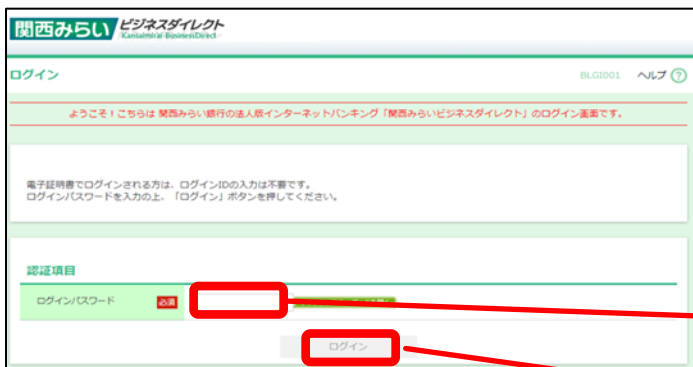 関西みらい ビジネスダイレクト
Kansaimirai BusinessDirect
ログイン
BLGI001 ヘルプ ?
ようこそ！こちらは 関西みらい銀行の法人版インターネットバンキング「関西みらいビジネスダイレクト」のログイン画面です。
電子証明書でログインされる方は、ログインIDの入力は不要です。
ログインパスワードを入力の上、「ログイン」ボタンを押してください。
認証項目
ログインパスワード 必須
ログイン